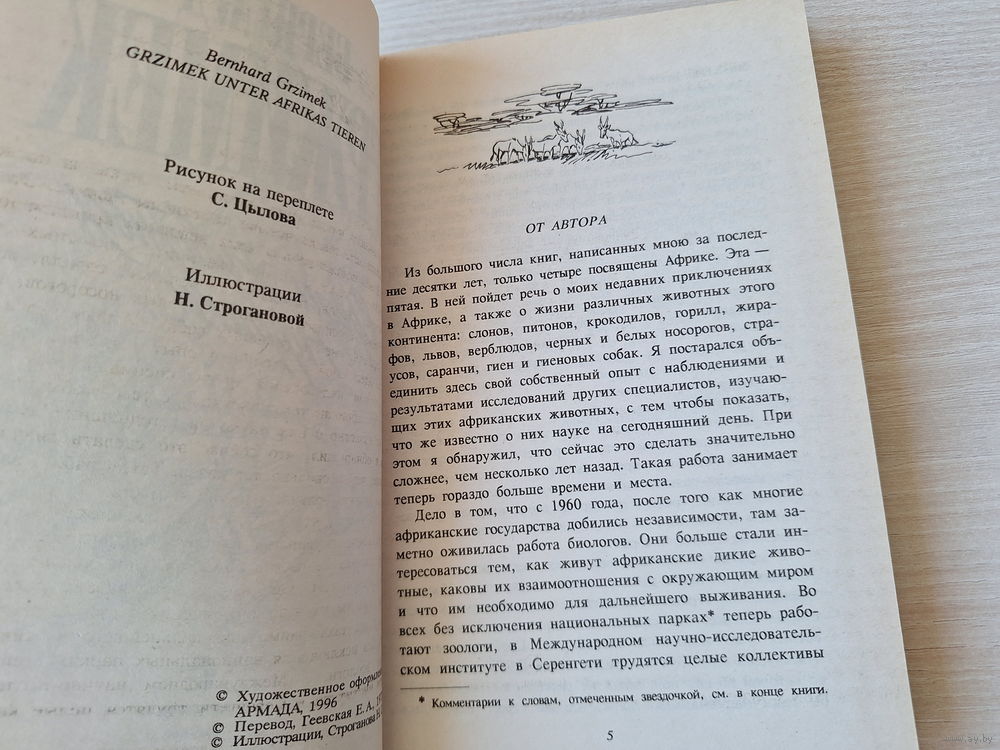 Bernhard Grzimek
GRZIMEK UNTER AFRIKAS TIEREN
Рисунок на переплете
С. Цылова
Иллюстрации
Н. Строгановой
© Художественное
АРМАДА, 1996
© Перевод, Геевская Е. А.
© Иллюстрации, Строганова Н.
ОТ АВТОРА
Из большого числа книг, написанных мною за послед-
ние десятки лет, только четыре посвящены Африке. Эта —
пятая. В ней пойдет речь о моих недавних приключениях
в Африке, а также о жизни различных животных этого
континента: слонов, питонов, крокодилов, горилл, жира-
фов, львов, верблюдов, черных и белых носорогов, стра-
усов, саранчи, гиен и гиеновых собак. Я постарался объ-
единить здесь свой собственный опыт с наблюдениями и
результатами исследований других специалистов, изучаю-
щих этих африканских животных, с тем чтобы показать,
что же известно о них науке на сегодняшний день. При
этом я обнаружил, что сейчас это сделать значительно
сложнее, чем несколько лет назад. Такая работа занимает
теперь гораздо больше времени и места.
Дело в том, что с 1960 года, после того как многие
африканские государства добились независимости, там за-
метно оживилась работа биологов. Они больше стали ин-
тересоваться тем, как живут африканские дикие живо-
тные, каковы их взаимоотношения с окружающим миром
и что им необходимо для дальнейшего выживания. Во
всех без исключения национальных парках* теперь рабо-
тают зоологи, в Международном научно-исследователь-
ском институте в Серенгети трудятся целые коллективы
* Комментарии к словам, отмеченным звездочкой, см. в конце книги.
5
www.ay.by